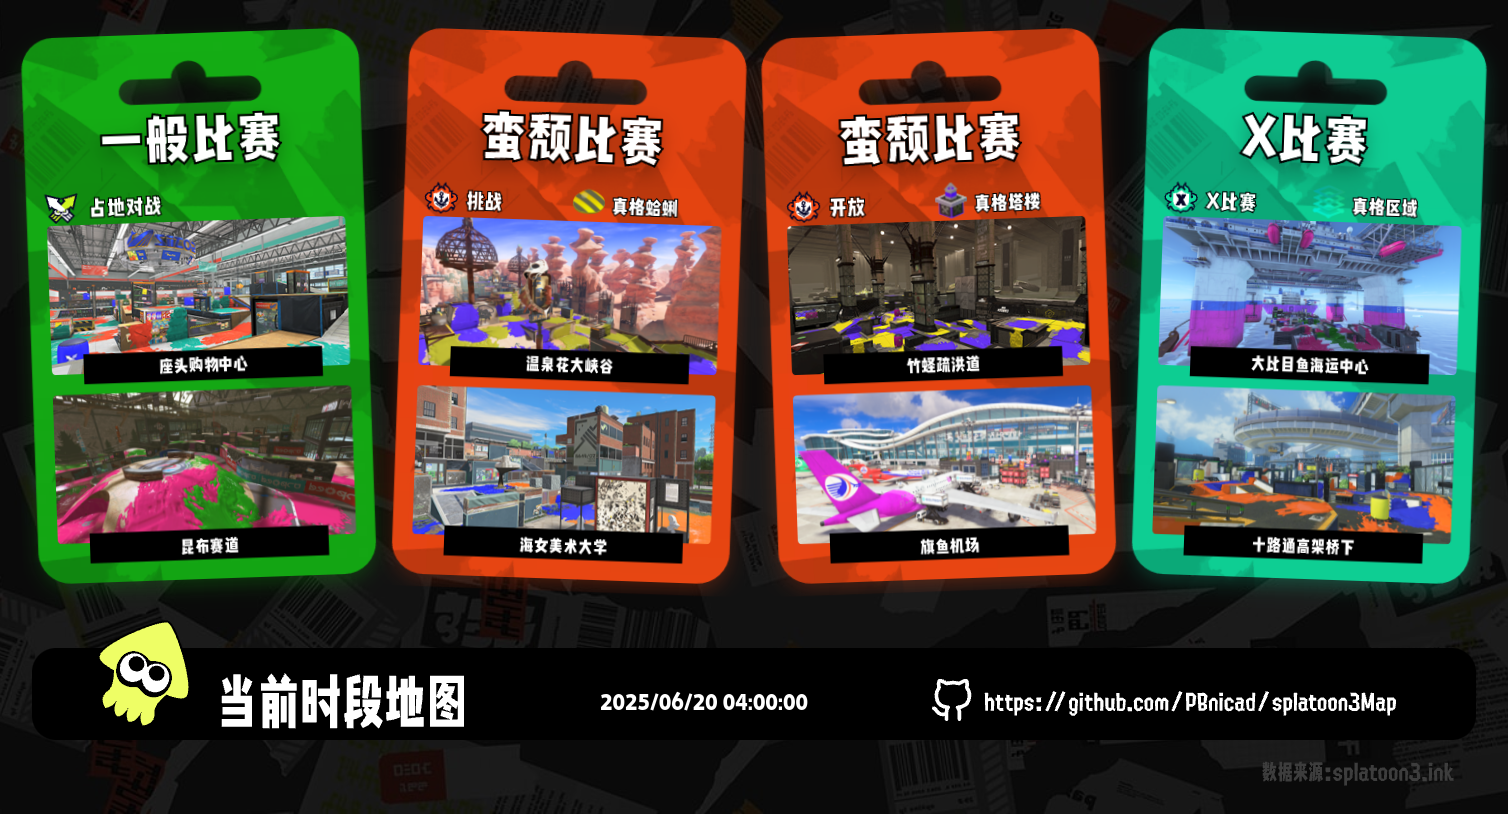 一般比赛
占地对战
座头购物中心
昆布赛道
蛮颓比赛
挑战
真格蛤蜊
温泉花大峡谷
海女美术大学
蛮颓比赛
开放
真格塔楼
竹蛏疏洪道
旗鱼机场
X比赛
X比赛
真格区域
大比目鱼海运中心
十路通高架桥下
当前时段地图
2025/06/20 04:00:00
https://github.com/PBnicad/splatoon3Map
数据来源:splatoon3.ink